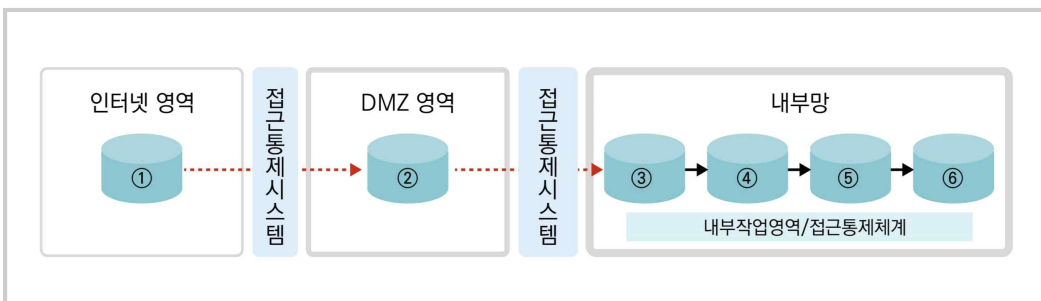 인터넷 영역
①
접근통제시스템
DMZ 영역
②
접근통제시스템
내부망
③
④
⑤
⑥
내부작업영역/접근통제체계